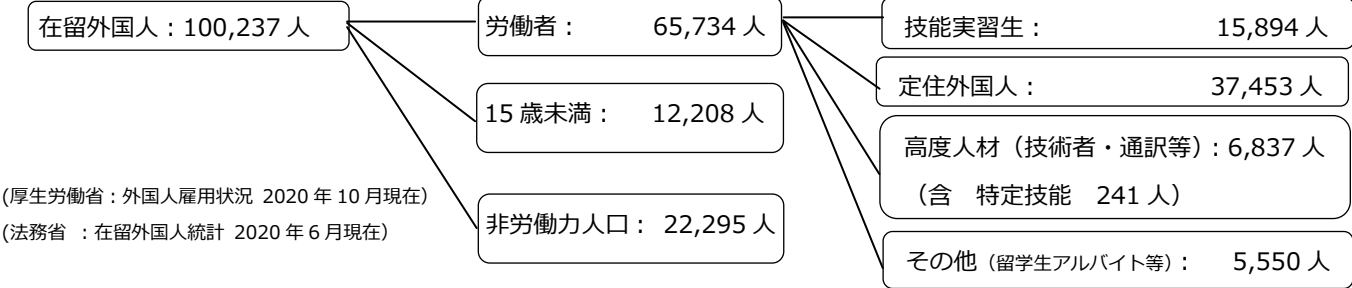 在留外国人：100,237 人
労働者： 65,734 人
15 歳未満： 12,208 人
非労働力人口： 22,295 人
技能実習生： 15,894 人
定住外国人： 37,453 人
高度人材（技術者・通訳等）：6,837 人
（含　特定技能　241 人）
その他（留学生アルバイト等）： 5,550 人
(厚生労働省：外国人雇用状況 2020 年 10 月現在）
(法務省 ：在留外国人統計 2020 年 6 月現在）